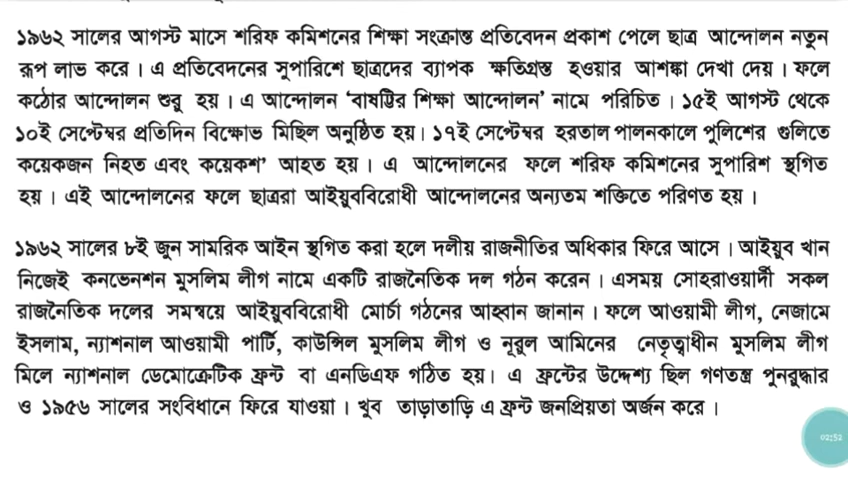 ১৯৬২ সালের আগস্ট মাসে শরিফ কমিশনের শিক্ষা সংক্রান্ত প্রতিবেদন প্রকাশ পেলে ছাত্র আন্দোলন নতুন
রূপ লাভ করে। এ প্রতিবেদনের সুপারিশে ছাত্রদের ব্যাপক ক্ষতিগ্রস্ত হওয়ার আশঙ্কা দেখা দেয়। ফলে
কঠোর আন্দোলন শুরু হয়। এ আন্দোলন ‘বাষট্টির শিক্ষা আন্দোলন’ নামে পরিচিত। ১৫ই আগস্ট থেকে
১০ই সেপ্টেম্বর প্রতিদিন বিক্ষোভ মিছিল অনুষ্ঠিত হয়। ১৭ই সেপ্টেম্বর হরতাল পালনকালে পুলিশের গুলিতে
কয়েকজন নিহত এবং কয়েকশ’ আহত হয়। এ আন্দোলনের ফলে শরিফ কমিশনের সুপারিশ স্থগিত
হয়। এই আন্দোলনের ফলে ছাত্ররা আইয়ুববিরোধী আন্দোলনের অন্যতম শক্তিতে পরিণত হয়।
১৯৬২ সালের ৮ই জুন সামরিক আইন স্থগিত করা হলে দলীয় রাজনীতির অধিকার ফিরে আসে। আইয়ুব খান
নিজেই কনভেনশন মুসলিম লীগ নামে একটি রাজনৈতিক দল গঠন করেন। এসময় সোহরাওয়ার্দী সকল
রাজনৈতিক দলের সমন্বয়ে আইয়ুববিরোধী মোর্চা গঠনের আহ্বান জানান। ফলে আওয়ামী লীগ, নেজামে
ইসলাম, ন্যাশনাল আওয়ামী পার্টি, কাউন্সিল মুসলিম লীগ ও নূরুল আমিনের নেতৃত্বাধীন মুসলিম লীগ
মিলে ন্যাশনাল ডেমোক্রেটিক ফ্রন্ট বা এনডিএফ গঠিত হয়। এ ফ্রন্টের উদ্দেশ্য ছিল গণতন্ত্র পুনরুদ্ধার
ও ১৯৫৬ সালের সংবিধানে ফিরে যাওয়া। খুব তাড়াতাড়ি এ ফ্রন্ট জনপ্রিয়তা অর্জন করে।
02:52